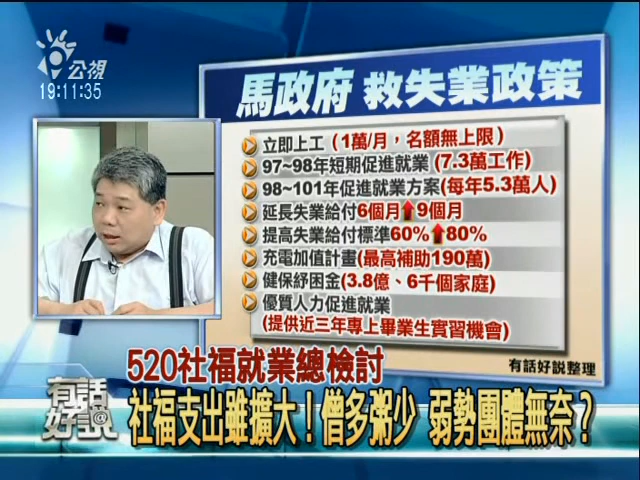 公視
19:11:35
馬政府 救失業政策
立即上工（1萬/月，名額無上限）
97~98年短期促進就業（7.3萬工作）
98~101年促進就業方案（每年5.3萬人）
延長失業給付6個月⬆9個月
提高失業給付標準60%⬆80%
充電加值計畫（最高補助190萬）
健保紓困金（3.8億、6千個家庭）
優質人力促進就業
（提供近三年專上畢業生實習機會）
有話好說整理
520社福就業總檢討
有話好說@
社福支出雖擴大！僧多粥少 弱勢團體無奈？